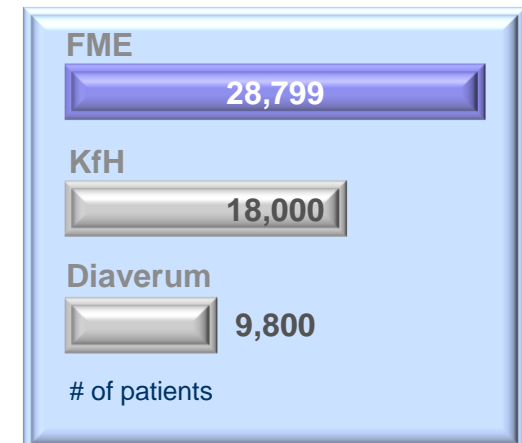 FME
28,799
KfH
18,000
Diaverum
9,800
# of patients